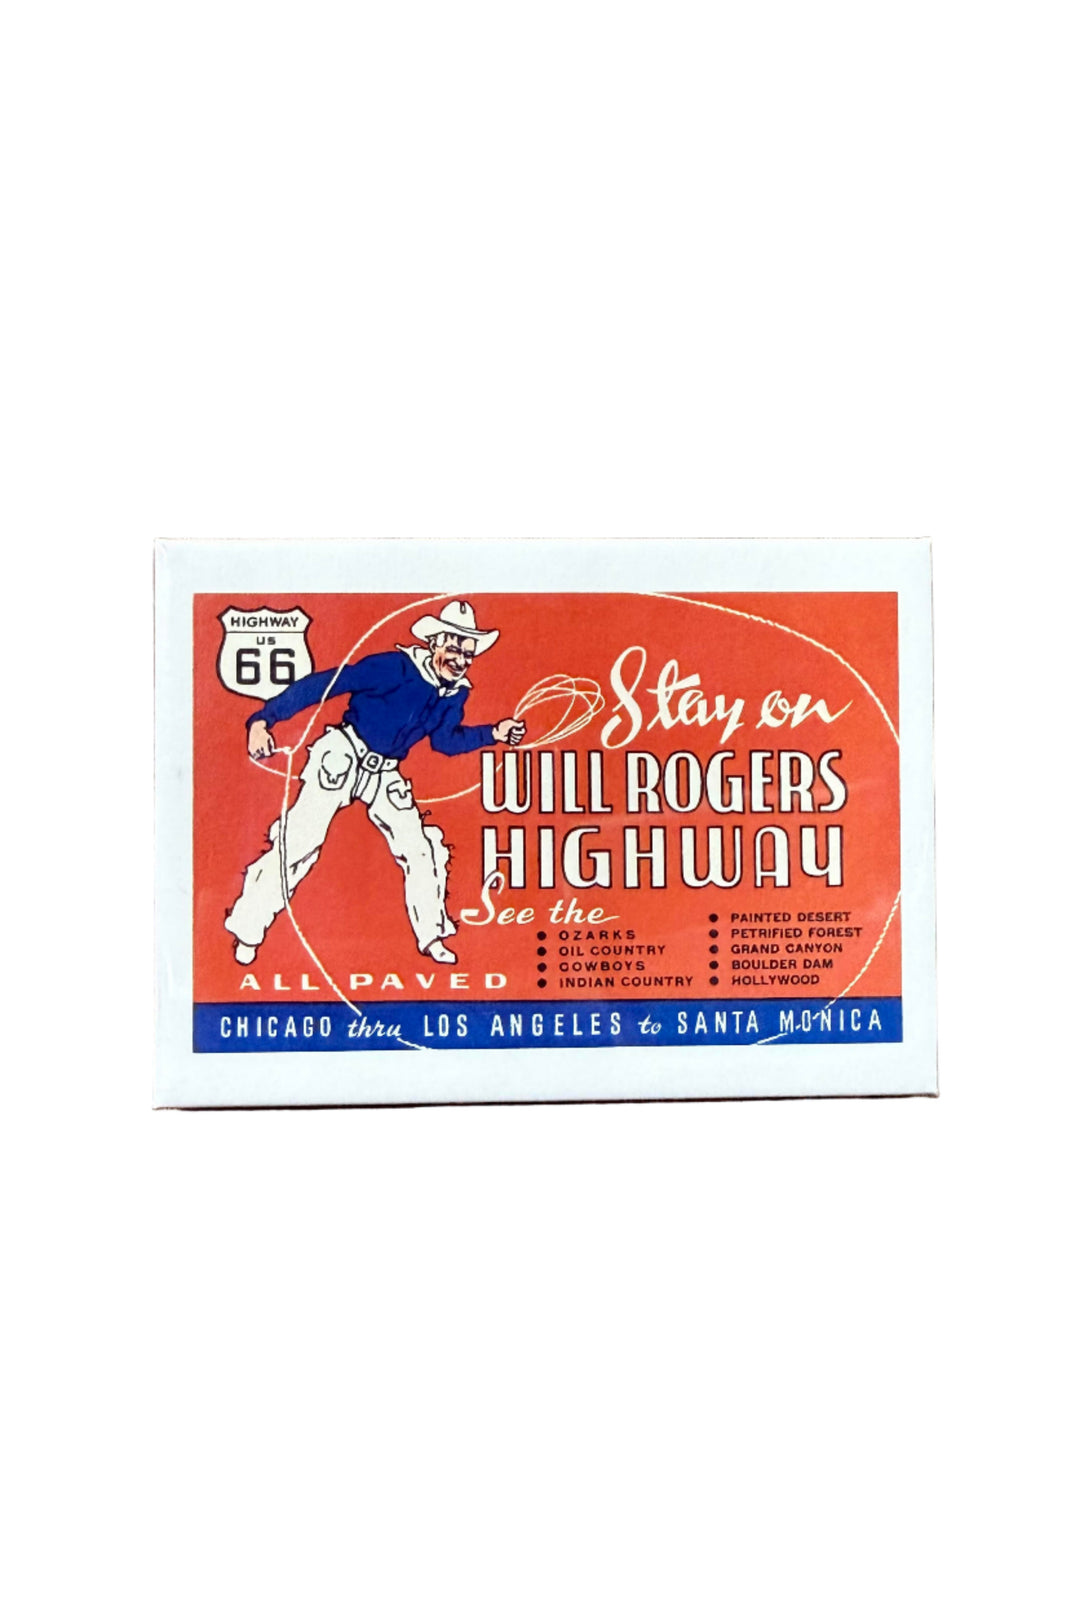 HIGHWAY
US
66
Stay on
WILL ROGERS
HIGHWAY
See the
OZARKS
OIL COUNTRY
COWBOYS
INDIAN COUNTRY
PAINTED DESERT
PETRIFIED FOREST
GRAND CANYON
BOULDER DAM
HOLLYWOOD
ALL PAVED
CHICAGO thru LOS ANGELES to SANTA MONICA